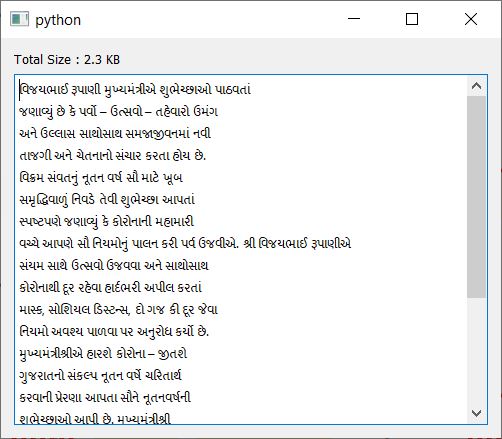 python
Total Size : 2.3 KB
વિજયભાઈ રૂપાણી મુખ્યમંત્રીએ શુભેચ્છાઓ પાઠવતાં
જણાવ્યું છે કે પર્વો – ઉત્સવો – તહેવારો ઉમંગ
અને ઉલ્લાસ સાથોસાથ સમજાજીવનમાં નવી
તાજગી અને ચેતનાનો સંચાર કરતા હોય છે.
વિક્રમ સંવતનું નૂતન વર્ષ સૌ માટે ખૂબ
સમૃદ્ધિવાળું નિવડે તેવી શુભેચ્છા આપતાં
સ્પષ્ટપણે જણાવ્યું કે કોરોનાની મહામારી
વચ્ચે આપણે સૌ નિયમોનું પાલન કરી પર્વ ઉજવીએ. શ્રી વિજયભાઈ રૂપાણીએ
સંયમ સાથે ઉત્સવો ઉજવવા અને સાથોસાથ
કોરોનાથી દૂર રહેવા હાર્દભરી અપીલ કરતાં
માસ્ક, સોશિયલ ડિસ્ટન્સ, દો ગજ કી દૂર જેવા
નિયમો અવશ્ય પાળવા પર અનુરોધ કર્યો છે.
મુખ્યમંત્રીશ્રીએ હારશે કોરોના – જીતશે
ગુજરાતનો સંકલ્પ નૂતન વર્ષે ચરિતાર્થ
કરવાની પ્રેરણા આપતા સૌને નૂતનવર્ષની
શુભેચ્છાઓ આપી છે. મુખ્યમંત્રીશ્રી